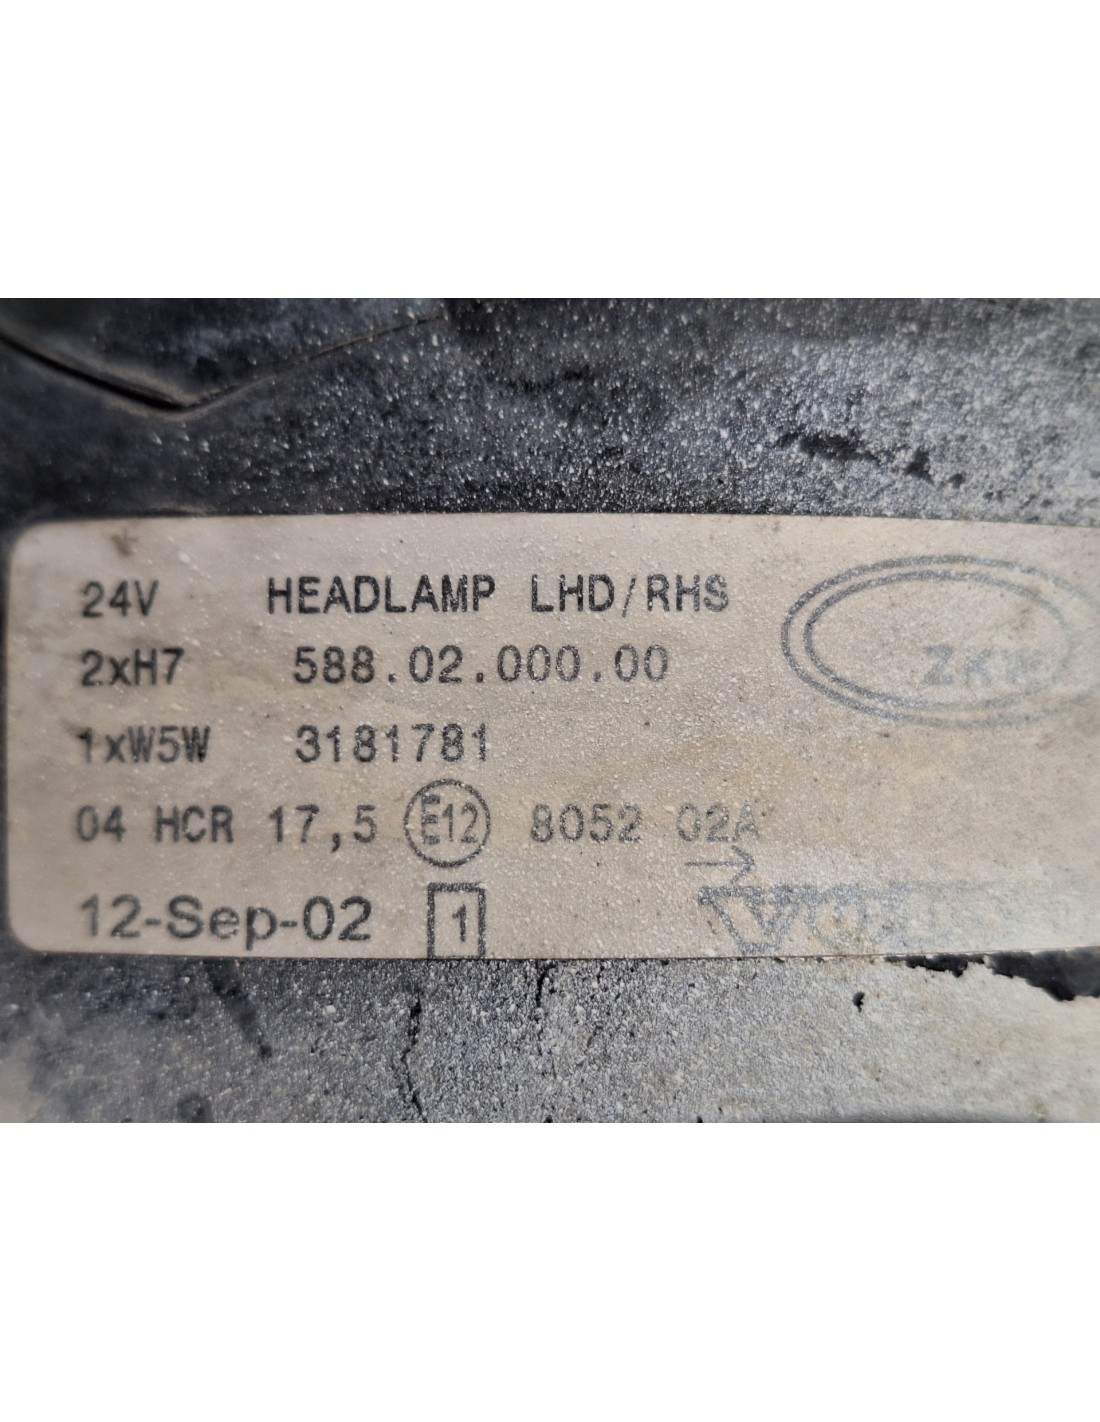 24V HEADLAMP LHD/RHS
2xH7 588.02.000.00
1xW5W 3181781
04 HCR 17,5 E12 8052 02A
→
12-Sep-02 1
ZKW